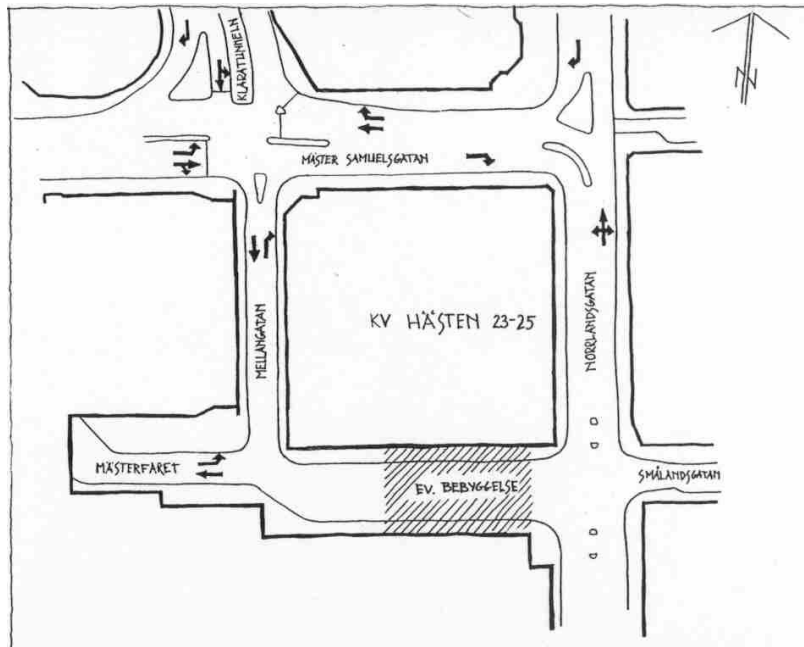 KLARATUNNELN
N
MÄSTER SAMUELSGATAN
MELLANGATAN
KV HÄSTEN 23-25
NORRLANDSGATAN
MÄSTERFARET
EV. BEBYGGELSE
SMÅLANDSGATAN